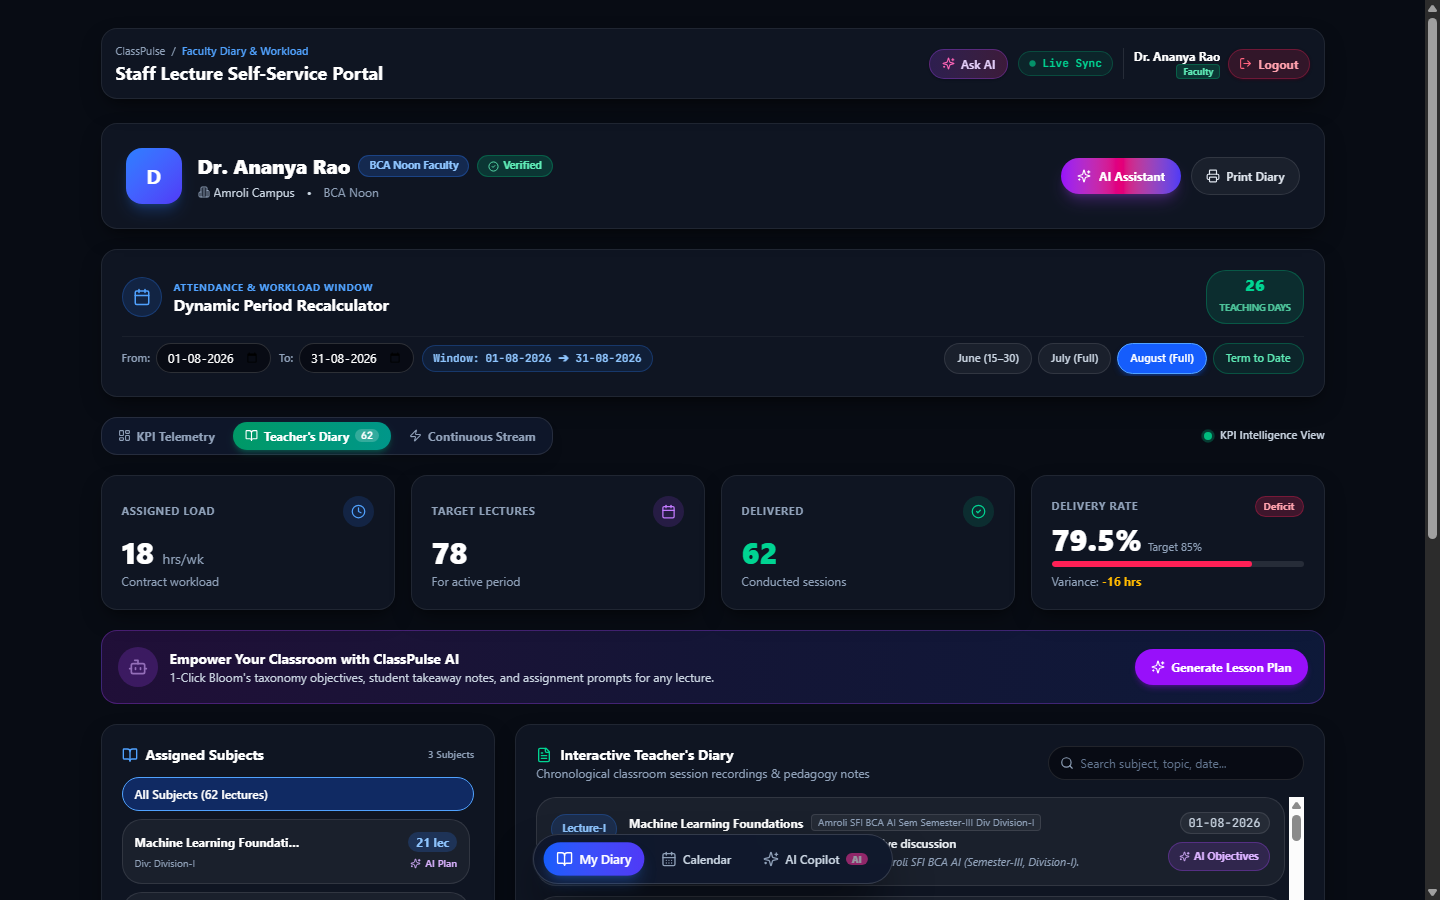 ClassPulse / Faculty Diary & Workload
Staff Lecture Self-Service Portal
Ask AI
Live Sync
Dr. Ananya Rao
Faculty
Logout
D
Dr. Ananya Rao
BCA Noon Faculty
Verified
Amroli Campus • BCA Noon
AI Assistant
Print Diary
ATTENDANCE & WORKLOAD WINDOW
Dynamic Period Recalculator
26
TEACHING DAYS
From: 01-08-2026 To: 31-08-2026
Window: 01-08-2026 ➔ 31-08-2026
June (15–30)
July (Full)
August (Full)
Term to Date
KPI Telemetry
Teacher's Diary 62
Continuous Stream
KPI Intelligence View
ASSIGNED LOAD
18 hrs/wk
Contract workload
TARGET LECTURES
78
For active period
DELIVERED
62
Conducted sessions
DELIVERY RATE
Deficit
79.5% Target 85%
Variance: -16 hrs
Empower Your Classroom with ClassPulse AI
1-Click Bloom's taxonomy objectives, student takeaway notes, and assignment prompts for any lecture.
Generate Lesson Plan
Assigned Subjects
3 Subjects
All Subjects (62 lectures)
Machine Learning Foundati...
21 lec
Div: Division-I
AI Plan
Interactive Teacher's Diary
Chronological classroom session recordings & pedagogy notes
Search subject, topic, date...
Lecture-I
Machine Learning Foundations
Amroli SFI BCA AI Sem Semester-III Div Division-I
01-08-2026
ve discussion
roli SFI BCA AI (Semester-III, Division-I).
AI Objectives
My Diary
Calendar
AI Copilot AI